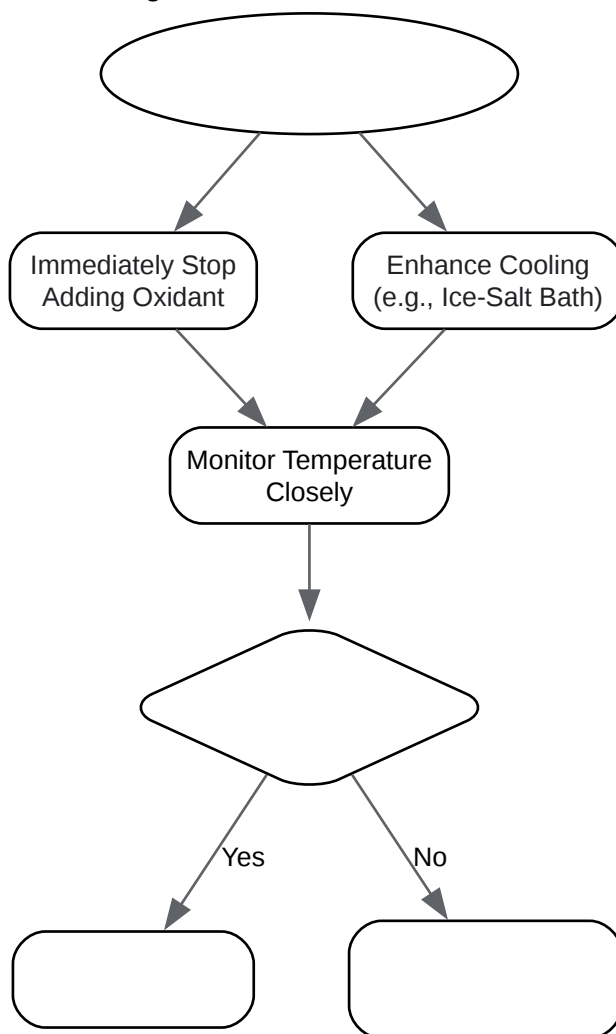 Immediately Stop
Adding Oxidant
Enhance Cooling
(e.g., Ice-Salt Bath)
Monitor Temperature
Closely
Yes
No